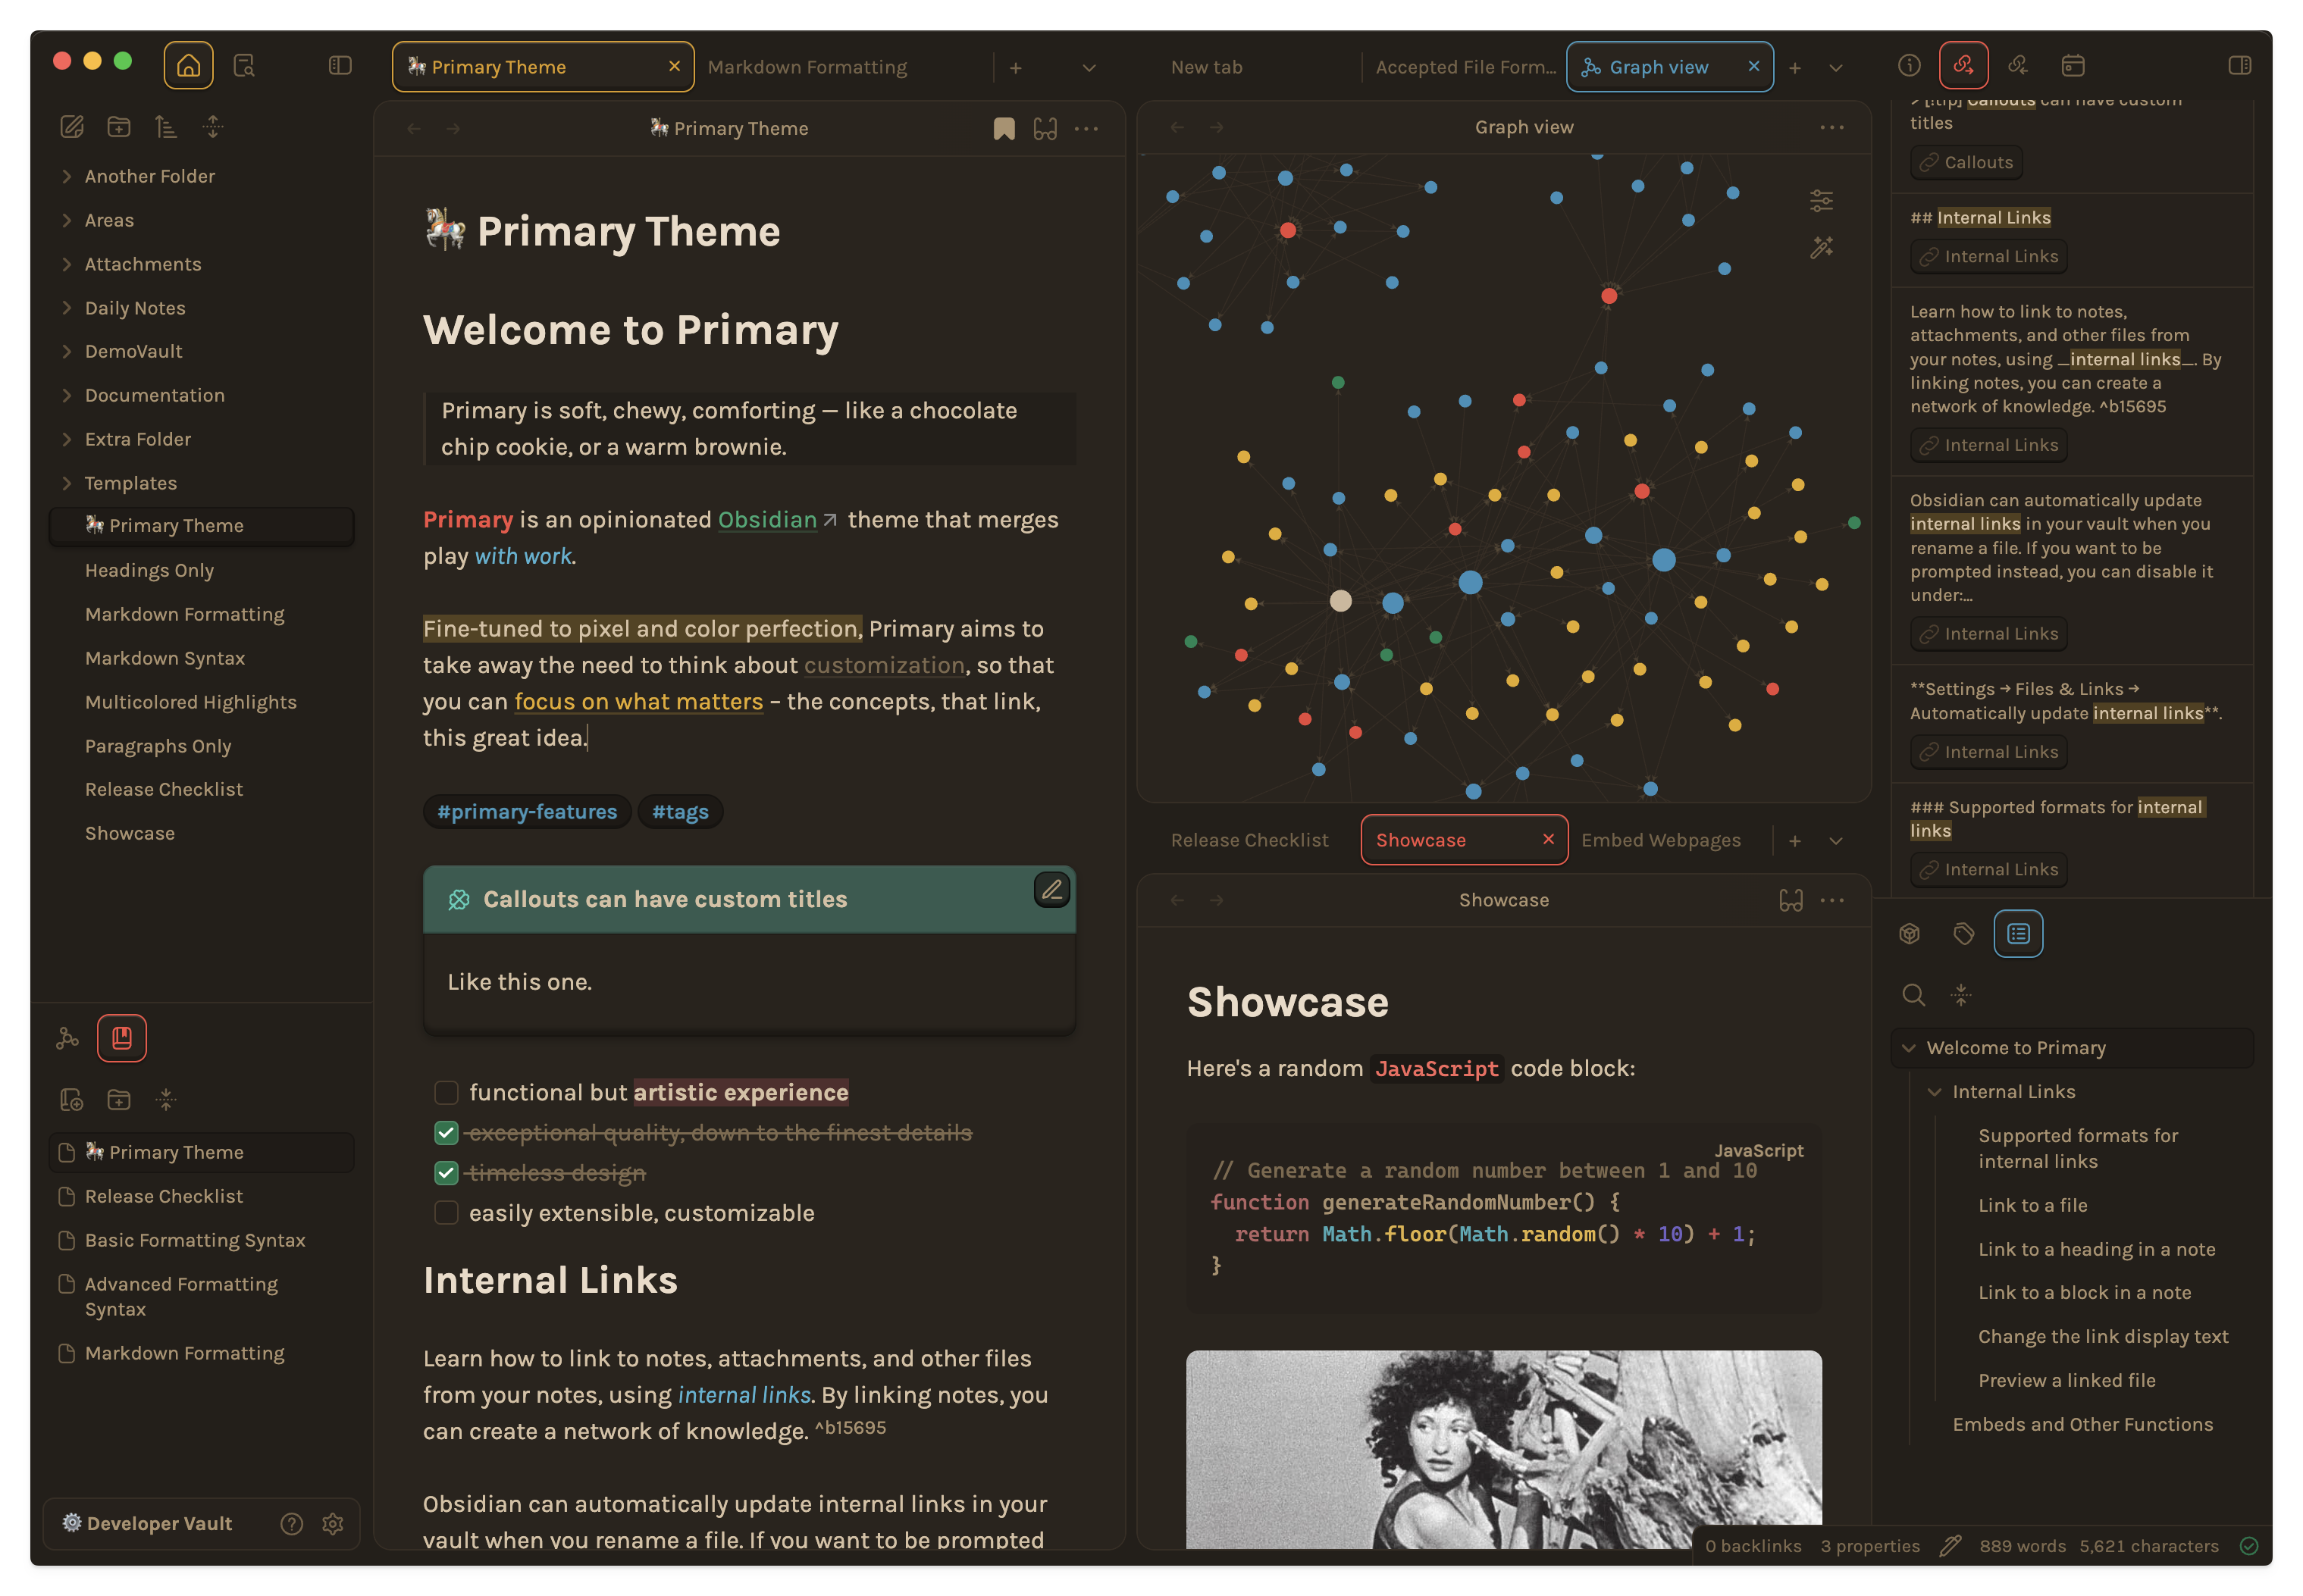 Primary Theme
Markdown Formatting
New tab
Accepted File Form...
Graph view
Another Folder
Areas
Attachments
Daily Notes
DemoVault
Documentation
Extra Folder
Templates
Primary Theme
Headings Only
Markdown Formatting
Markdown Syntax
Multicolored Highlights
Paragraphs Only
Release Checklist
Showcase
Primary Theme
Release Checklist
Basic Formatting Syntax
Advanced Formatting
Syntax
Markdown Formatting
Developer Vault
Primary Theme
Primary Theme
Welcome to Primary
Primary is soft, chewy, comforting — like a chocolate
chip cookie, or a warm brownie.
Primary is an opinionated Obsidian theme that merges
play with work.
Fine-tuned to pixel and color perfection, Primary aims to
take away the need to think about customization, so that
you can focus on what matters – the concepts, that link,
this great idea.
#primary-features #tags
Callouts can have custom titles
Like this one.
functional but artistic experience
exceptional quality, down to the finest details
timeless design
easily extensible, customizable
Internal Links
Learn how to link to notes, attachments, and other files
from your notes, using internal links. By linking notes, you
can create a network of knowledge. ^b15695
Obsidian can automatically update internal links in your
vault when you rename a file. If you want to be prompted
Graph view
Release Checklist
Showcase
Embed Webpages
Showcase
Showcase
Here's a random JavaScript code block:
JavaScript
// Generate a random number between 1 and 10
function generateRandomNumber() {
return Math.floor(Math.random() * 10) + 1;
}
> [!tip] Callouts can have custom
titles
Callouts
## Internal Links
Internal Links
Learn how to link to notes,
attachments, and other files from
your notes, using _internal links_. By
linking notes, you can create a
network of knowledge. ^b15695
Internal Links
Obsidian can automatically update
internal links in your vault when you
rename a file. If you want to be
prompted instead, you can disable it
under:...
Internal Links
**Settings → Files & Links →
Automatically update internal links**.
Internal Links
### Supported formats for internal
links
Internal Links
Welcome to Primary
Internal Links
Supported formats for
internal links
Link to a file
Link to a heading in a note
Link to a block in a note
Change the link display text
Preview a linked file
Embeds and Other Functions
0 backlinks 3 properties 889 words 5,621 characters